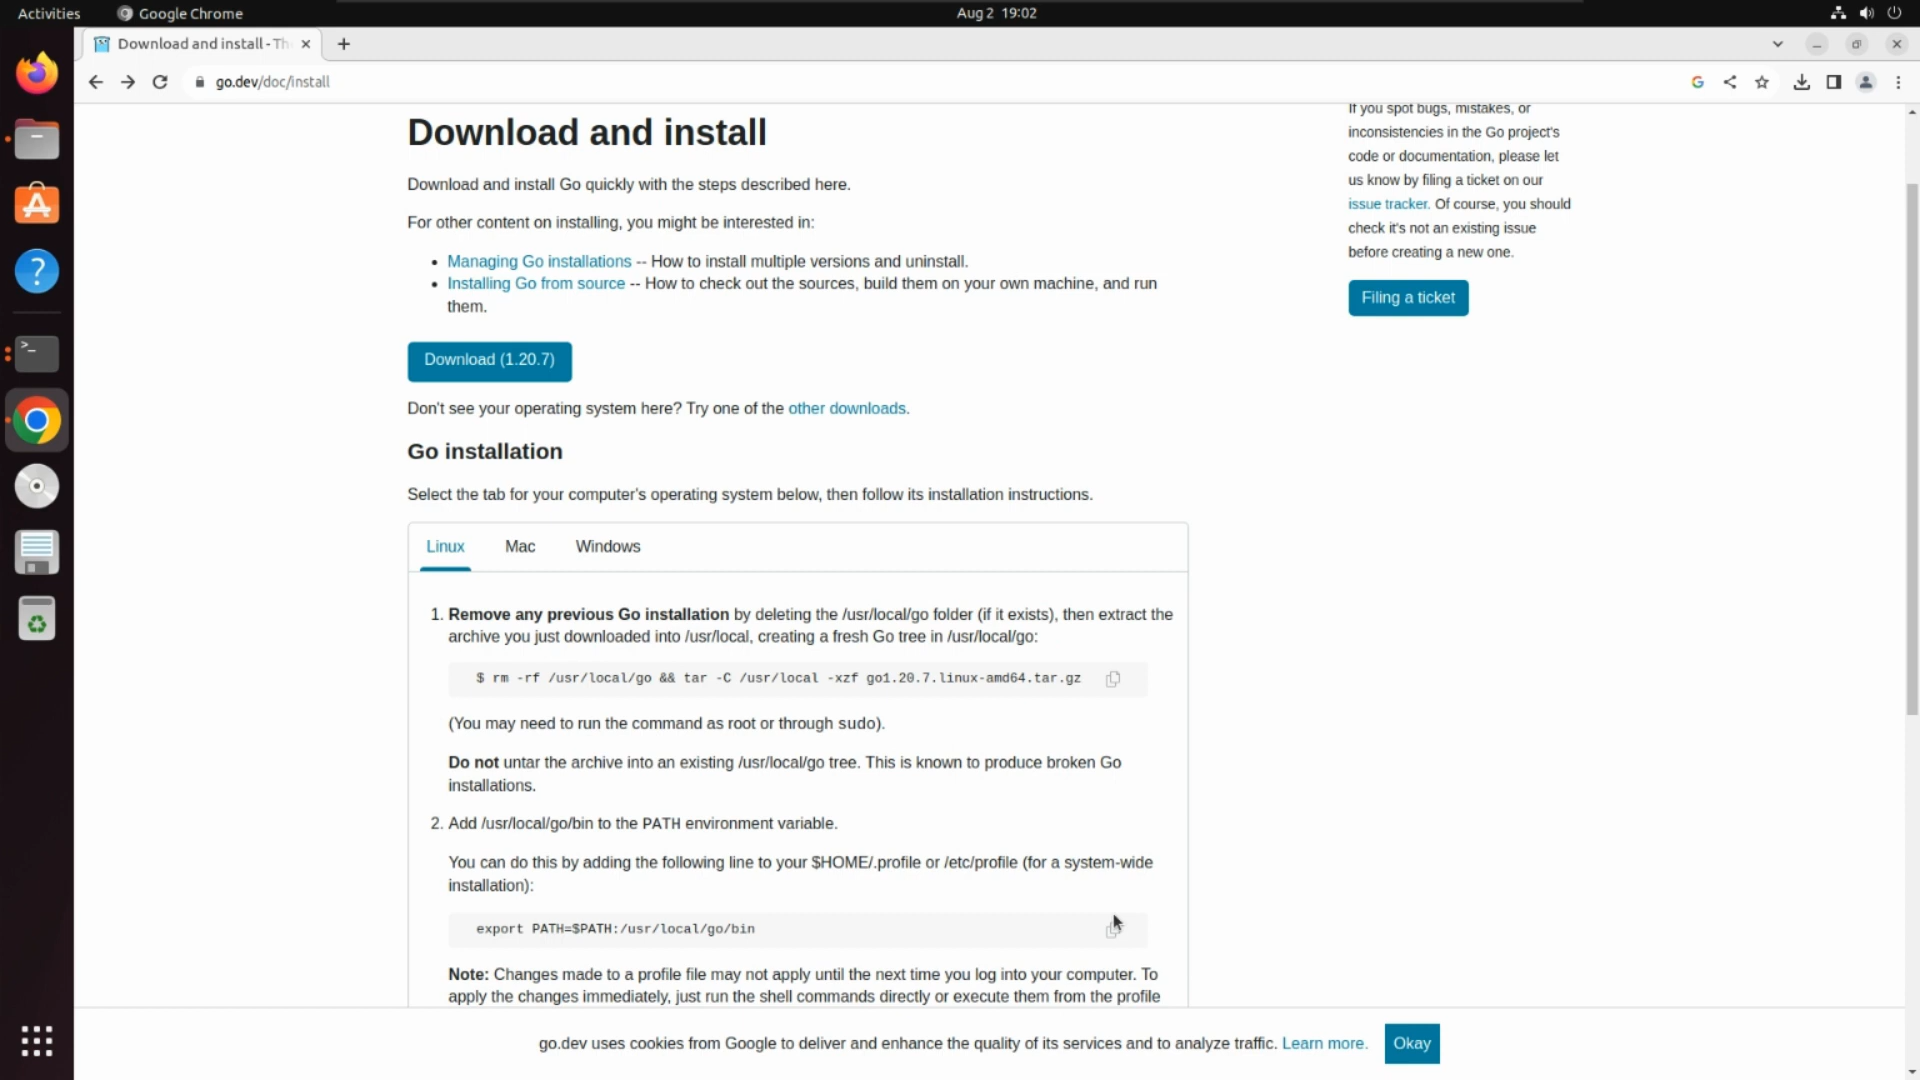 Activities
Google Chrome
Aug 2 19:02
Download and install - Th
go.dev/doc/install
Download and install
Download and install Go quickly with the steps described here.
For other content on installing, you might be interested in:
• Managing Go installations -- How to install multiple versions and uninstall.
• Installing Go from source -- How to check out the sources, build them on your own machine, and run
them.
Download (1.20.7)
Don't see your operating system here? Try one of the other downloads.
Go installation
Select the tab for your computer's operating system below, then follow its installation instructions.
Linux Mac Windows
1. Remove any previous Go installation by deleting the /usr/local/go folder (if it exists), then extract the
archive you just downloaded into /usr/local, creating a fresh Go tree in /usr/local/go:
$ rm -rf /usr/local/go && tar -C /usr/local -xzf go1.20.7.linux-amd64.tar.gz
(You may need to run the command as root or through sudo).
Do not untar the archive into an existing /usr/local/go tree. This is known to produce broken Go
installations.
2. Add /usr/local/go/bin to the PATH environment variable.
You can do this by adding the following line to your $HOME/.profile or /etc/profile (for a system-wide
installation):
export PATH=$PATH:/usr/local/go/bin
Note: Changes made to a profile file may not apply until the next time you log into your computer. To
apply the changes immediately, just run the shell commands directly or execute them from the profile
If you spot bugs, mistakes, or
inconsistencies in the Go project's
code or documentation, please let
us know by filing a ticket on our
issue tracker. Of course, you should
check it's not an existing issue
before creating a new one.
Filing a ticket
go.dev uses cookies from Google to deliver and enhance the quality of its services and to analyze traffic. Learn more.
Okay